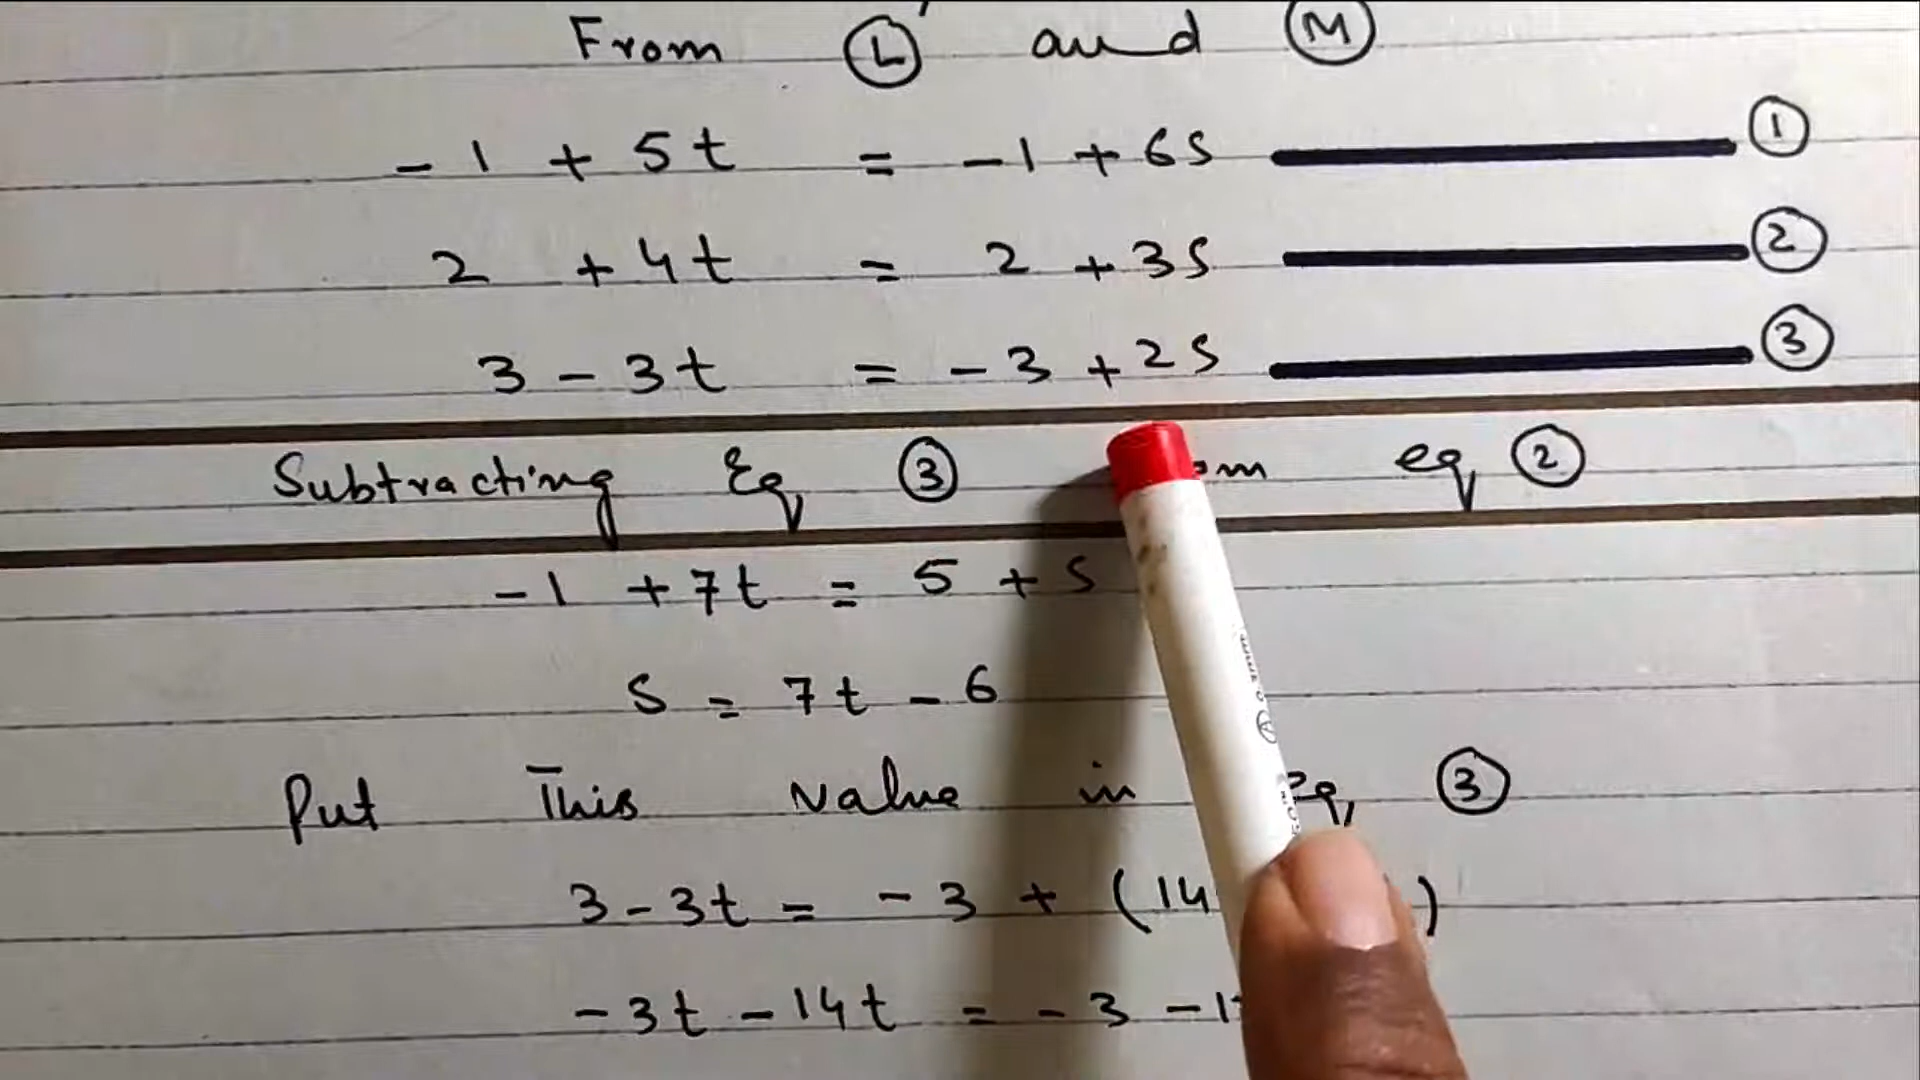 From Ⓛ and Ⓜ
- 1 + 5t = -1 + 6s ①
2 + 4t = 2 + 3s ②
3 - 3t = -3 + 2s ③
Subtracting Eq ③ eq ②
-1 + 7t = 5 + s
s = 7t - 6
Put This value in Eq, ③
3 - 3t = -3 + (14 )
-3t - 14t = -3 - 1